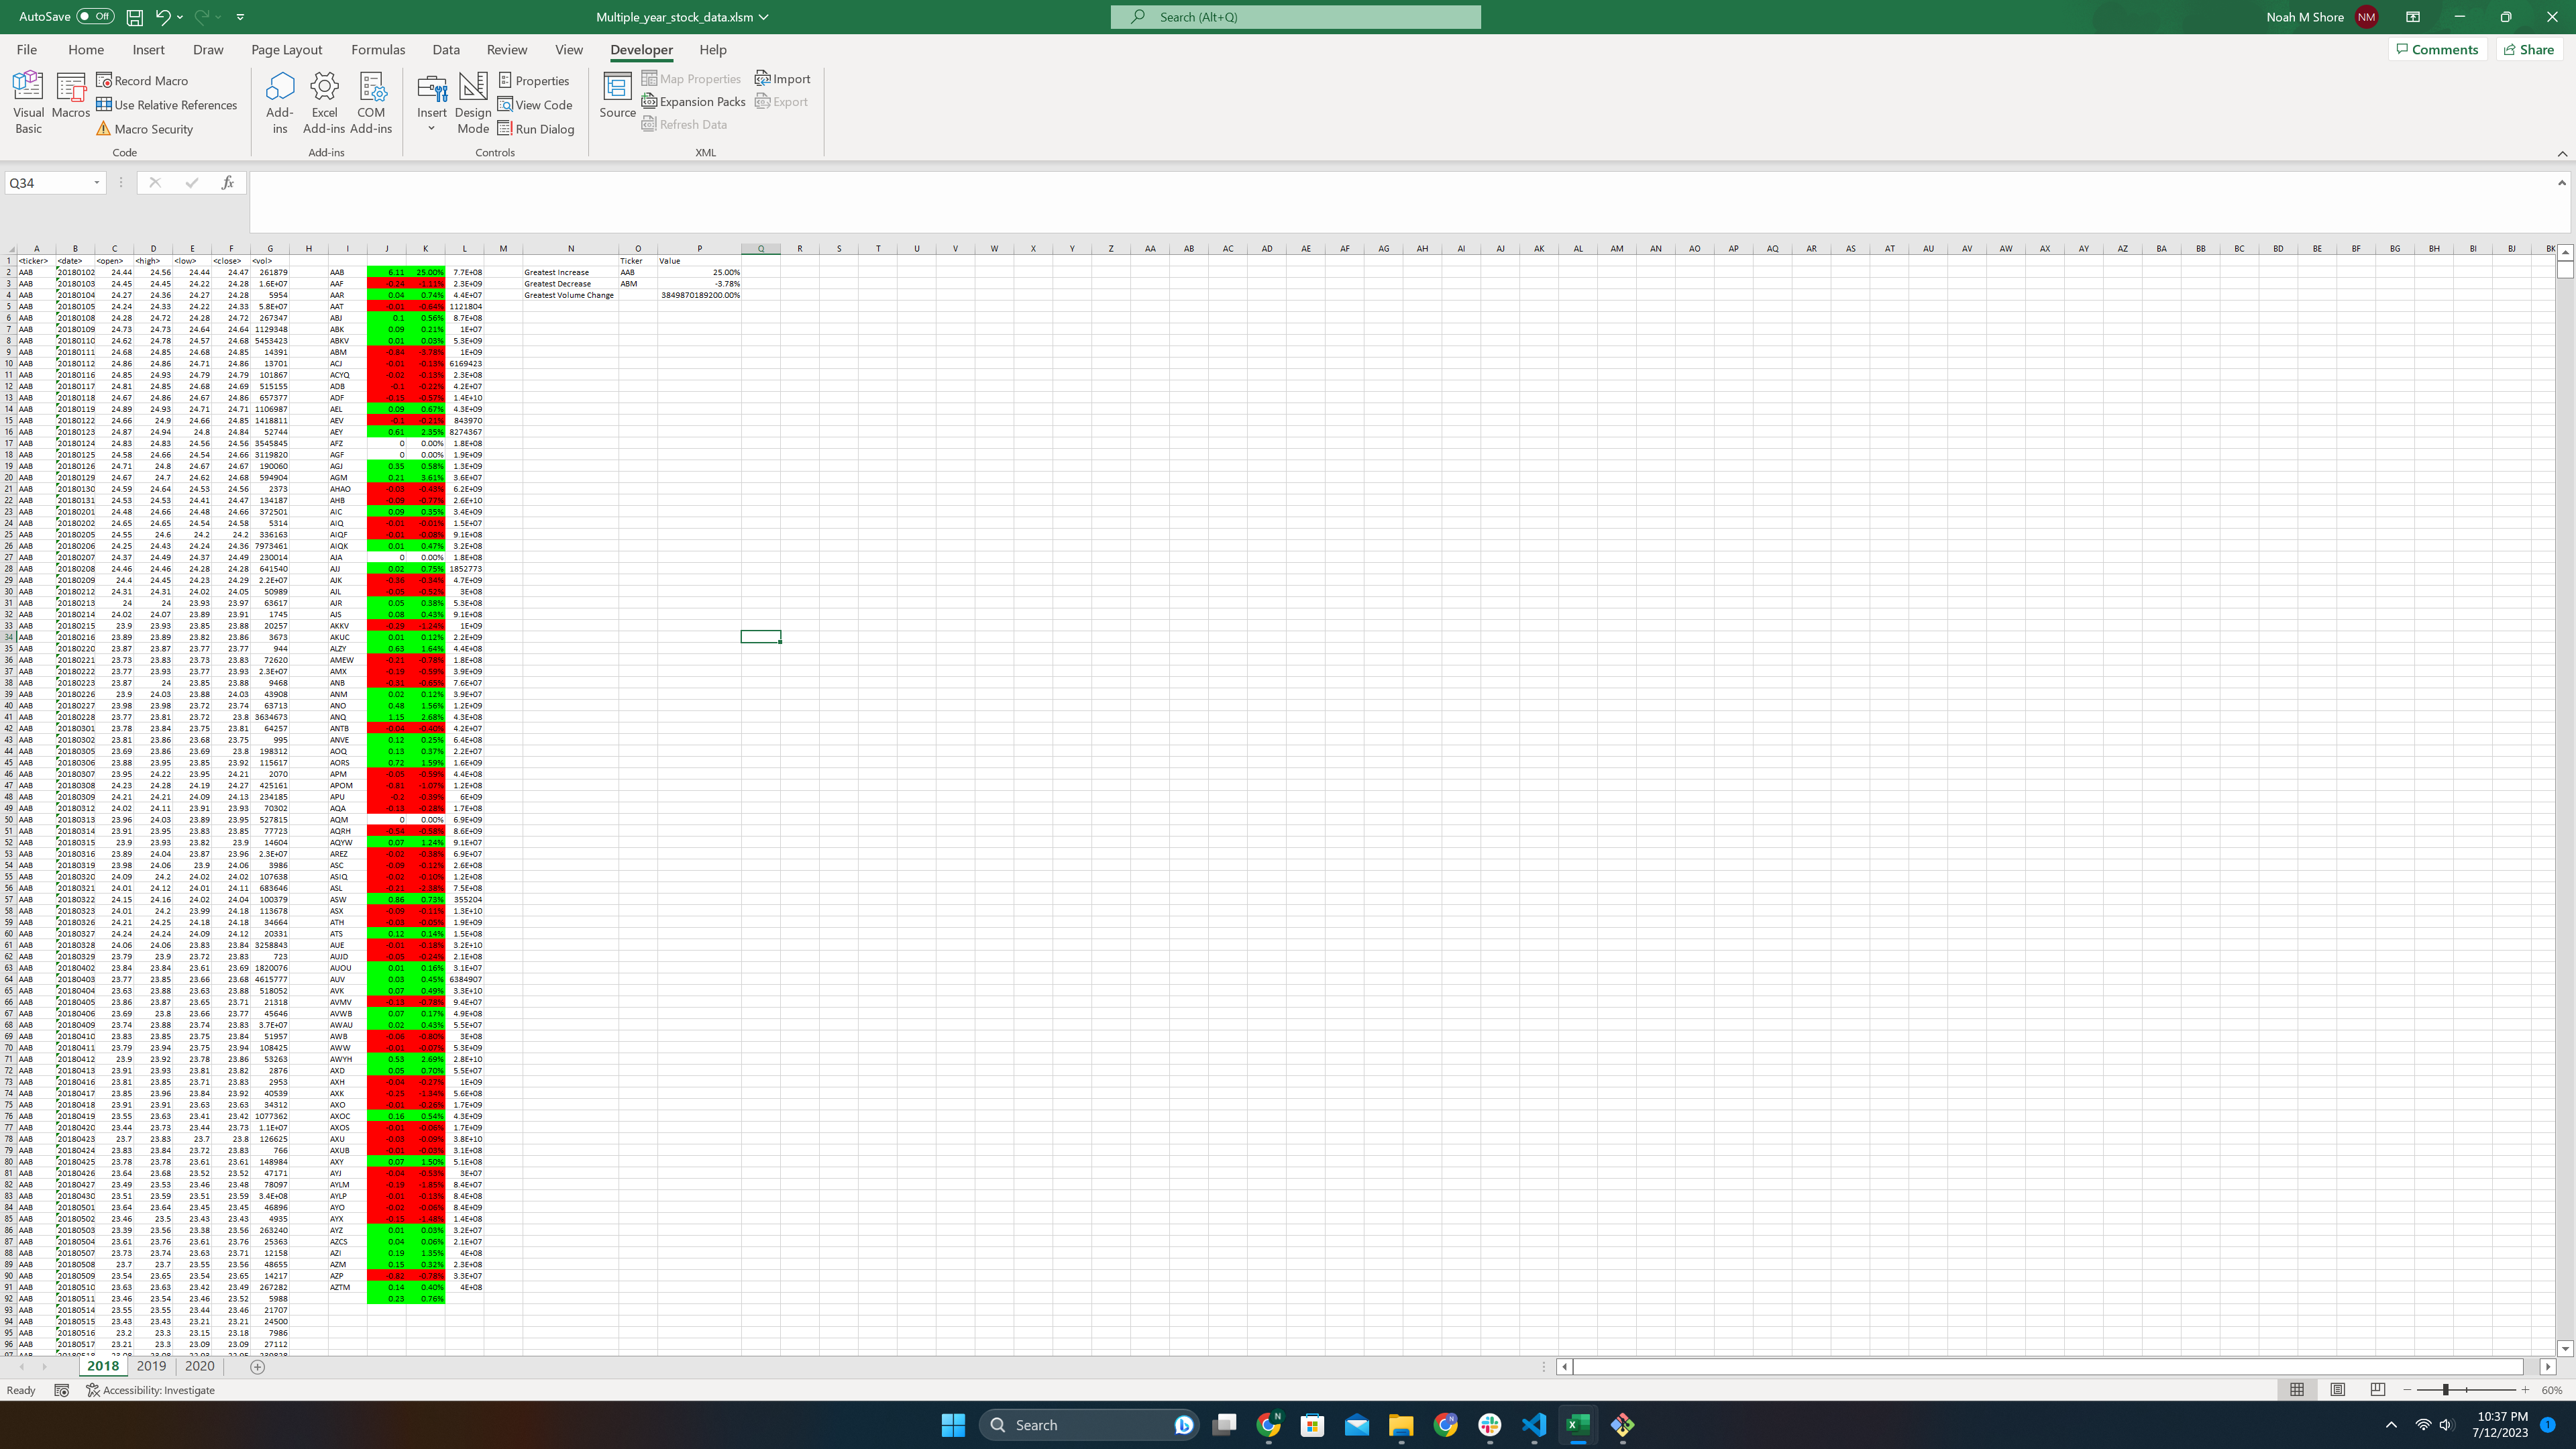 AutoSave Off Multiple_year_stock_data.xlsm Search (Alt+Q) Noah M Shore NM
File Home Insert Draw Page Layout Formulas Data Review View Developer Help Comments Share
Visual Basic
Macros
Record Macro
Use Relative References
Macro Security
Code
Add-ins
Excel Add-ins
COM Add-ins
Add-ins
Insert
Design Mode
Properties
View Code
Run Dialog
Controls
Source
Map Properties
Expansion Packs
Refresh Data
Import
Export
XML
Q34 fx
A B C D E F G H I J K L M N O P Q R S T U V W X Y Z AA AB AC AD AE AF AG AH AI AJ AK AL AM AN AO AP AQ AR AS AT AU AV AW AX AY AZ BA BB BC BD BE BF BG BH BI BJ BK
1 <ticker> <date> <open> <high> <low> <close> <vol> Ticker Value
2 AAB 20180102 24.44 24.56 24.44 24.47 261879 AAB 6.11 25.00% 7.7E+08 Greatest Increase AAB 25.00%
3 AAB 20180103 24.45 24.45 24.22 24.28 1.6E+07 AAF -0.24 -1.11% 2.3E+09 Greatest Decrease ABM -3.78%
4 AAB 20180104 24.27 24.36 24.27 24.28 5954 AAR 0.04 0.74% 4.4E+07 Greatest Volume Change 3849870189200.00%
5 AAB 20180105 24.24 24.33 24.22 24.33 5.8E+07 AAT -0.01 -0.64% 1121804
6 AAB 20180108 24.28 24.72 24.28 24.72 267347 ABJ 0.1 0.56% 8.7E+08
7 AAB 20180109 24.73 24.73 24.64 24.64 1129348 ABK 0.09 0.21% 1E+07
8 AAB 20180110 24.62 24.78 24.57 24.68 5453423 ABKV 0.01 0.03% 5.3E+09
9 AAB 20180111 24.68 24.85 24.68 24.85 14391 ABM -0.84 -3.78% 1E+09
10 AAB 20180112 24.86 24.86 24.71 24.86 13701 ACJ -0.01 -0.13% 6169423
11 AAB 20180116 24.85 24.93 24.79 24.79 101867 ACYQ -0.02 -0.13% 2.3E+08
12 AAB 20180117 24.81 24.85 24.68 24.69 515155 ADB -0.1 -0.22% 4.2E+07
13 AAB 20180118 24.67 24.86 24.67 24.86 657377 ADF -0.15 -0.57% 1.4E+10
14 AAB 20180119 24.89 24.93 24.71 24.71 1106987 AEL 0.09 0.67% 4.3E+09
15 AAB 20180122 24.66 24.9 24.66 24.85 1418811 AEV -0.1 -0.21% 843970
16 AAB 20180123 24.87 24.94 24.8 24.84 52744 AEY 0.61 2.35% 8274367
17 AAB 20180124 24.83 24.83 24.56 24.56 3545845 AFZ 0 0.00% 1.8E+08
18 AAB 20180125 24.58 24.66 24.54 24.66 3119820 AGF 0 0.00% 1.9E+09
19 AAB 20180126 24.71 24.8 24.67 24.67 190060 AGJ 0.35 0.58% 1.3E+09
20 AAB 20180129 24.67 24.7 24.62 24.68 594904 AGM 0.21 3.61% 3.6E+07
21 AAB 20180130 24.59 24.64 24.53 24.56 2373 AHAO -0.03 -0.43% 6.2E+09
22 AAB 20180131 24.53 24.53 24.41 24.47 134187 AHB -0.09 -0.77% 2.6E+10
23 AAB 20180201 24.48 24.66 24.48 24.66 372501 AIC 0.09 0.35% 3.4E+09
24 AAB 20180202 24.65 24.65 24.54 24.58 5314 AIQ -0.01 -0.01% 1.5E+07
25 AAB 20180205 24.55 24.6 24.2 24.2 336163 AIQF -0.01 -0.08% 9.1E+08
26 AAB 20180206 24.25 24.43 24.24 24.36 7973461 AIQK 0.01 0.47% 3.2E+08
27 AAB 20180207 24.37 24.49 24.37 24.49 230014 AJA 0 0.00% 1.8E+08
28 AAB 20180208 24.46 24.46 24.28 24.28 641540 AJJ 0.02 0.75% 1852773
29 AAB 20180209 24.4 24.45 24.23 24.29 2.2E+07 AJK -0.36 -0.34% 4.7E+09
30 AAB 20180212 24.31 24.31 24.02 24.05 50989 AJL -0.05 -0.52% 3E+08
31 AAB 20180213 24 24 23.93 23.97 63617 AJR 0.05 0.38% 5.3E+08
32 AAB 20180214 24.02 24.07 23.89 23.91 1745 AJS 0.08 0.43% 9.1E+08
33 AAB 20180215 23.9 23.93 23.85 23.88 20257 AKKV -0.29 -1.24% 1E+09
34 AAB 20180216 23.89 23.89 23.82 23.86 3673 AKUC 0.01 0.12% 2.2E+09
35 AAB 20180220 23.87 23.87 23.77 23.77 944 ALZY 0.63 1.64% 4.4E+08
36 AAB 20180221 23.73 23.83 23.73 23.83 72620 AMEW -0.21 -0.78% 1.8E+08
37 AAB 20180222 23.77 23.93 23.77 23.93 2.3E+07 AMX -0.19 -0.59% 3.9E+09
38 AAB 20180223 23.87 24 23.85 23.88 9468 ANB -0.31 -0.65% 7.6E+07
39 AAB 20180226 23.9 24.03 23.88 24.03 43908 ANM 0.02 0.12% 3.9E+07
40 AAB 20180227 23.98 23.98 23.72 23.74 63713 ANO 0.48 1.56% 1.2E+09
41 AAB 20180228 23.77 23.81 23.72 23.8 3634673 ANQ 1.15 2.68% 4.3E+08
42 AAB 20180301 23.78 23.84 23.75 23.81 64257 ANTB -0.04 -0.40% 4.2E+07
43 AAB 20180302 23.81 23.86 23.68 23.75 995 ANVE 0.12 0.25% 6.4E+08
44 AAB 20180305 23.69 23.86 23.69 23.8 198312 AOQ 0.13 0.37% 2.2E+07
45 AAB 20180306 23.88 23.95 23.85 23.92 115617 AORS 0.72 1.59% 1.6E+09
46 AAB 20180307 23.95 24.22 23.95 24.21 2070 APM -0.05 -0.59% 4.4E+08
47 AAB 20180308 24.23 24.28 24.19 24.27 425161 APOM -0.81 -1.07% 1.2E+08
48 AAB 20180309 24.21 24.21 24.09 24.13 234185 APU -0.2 -0.39% 6E+09
49 AAB 20180312 24.02 24.11 23.91 23.93 70302 AQA -0.13 -0.28% 1.7E+08
50 AAB 20180313 23.96 24.03 23.89 23.95 527815 AQM 0 0.00% 6.9E+09
51 AAB 20180314 23.91 23.95 23.83 23.85 77723 AQRH -0.54 -0.58% 8.6E+09
52 AAB 20180315 23.9 23.93 23.82 23.9 14604 AQYW 0.07 1.24% 9.1E+07
53 AAB 20180316 23.89 24.04 23.87 23.96 2.3E+07 AREZ -0.02 -0.38% 6.9E+07
54 AAB 20180319 23.98 24.06 23.9 24.06 3986 ASC -0.09 -0.12% 2.6E+08
55 AAB 20180320 24.09 24.2 24.02 24.02 107638 ASIQ -0.02 -0.10% 1.2E+08
56 AAB 20180321 24.01 24.12 24.01 24.11 683646 ASL -0.21 -2.38% 7.5E+08
57 AAB 20180322 24.15 24.16 24.02 24.04 100379 ASW 0.86 0.73% 355204
58 AAB 20180323 24.01 24.2 23.99 24.18 113678 ASX -0.09 -0.11% 1.3E+10
59 AAB 20180326 24.21 24.25 24.18 24.18 34664 ATH -0.03 -0.05% 1.9E+09
60 AAB 20180327 24.24 24.24 24.09 24.12 20331 ATS 0.12 0.14% 1.5E+08
61 AAB 20180328 24.06 24.06 23.83 23.84 3258843 AUE -0.01 -0.18% 3.2E+10
62 AAB 20180329 23.79 23.9 23.72 23.83 723 AUJD -0.05 -0.24% 2.1E+08
63 AAB 20180402 23.84 23.84 23.61 23.69 1820076 AUOU 0.01 0.16% 3.1E+07
64 AAB 20180403 23.77 23.85 23.66 23.68 4615777 AUV 0.03 0.45% 6384907
65 AAB 20180404 23.63 23.88 23.63 23.88 518052 AVK 0.07 0.49% 3.3E+10
66 AAB 20180405 23.86 23.87 23.65 23.71 21318 AVMV -0.13 -0.78% 9.4E+07
67 AAB 20180406 23.69 23.8 23.66 23.77 45646 AVWB 0.07 0.17% 4.9E+08
68 AAB 20180409 23.74 23.88 23.74 23.83 3.7E+07 AWAU 0.02 0.43% 5.5E+07
69 AAB 20180410 23.83 23.85 23.75 23.84 51957 AWB -0.06 -0.80% 3E+08
70 AAB 20180411 23.79 23.94 23.75 23.94 108425 AWW -0.01 -0.07% 5.3E+09
71 AAB 20180412 23.9 23.92 23.78 23.86 53263 AWYH 0.53 2.69% 2.8E+10
72 AAB 20180413 23.91 23.93 23.81 23.82 2876 AXD 0.05 0.70% 5.5E+07
73 AAB 20180416 23.81 23.85 23.71 23.83 2953 AXH -0.04 -0.27% 1E+09
74 AAB 20180417 23.85 23.96 23.84 23.92 40539 AXK -0.25 -1.34% 5.6E+08
75 AAB 20180418 23.91 23.91 23.63 23.63 34312 AXO -0.01 -0.76% 1.7E+09
76 AAB 20180419 23.55 23.63 23.41 23.42 1077362 AXOC 0.16 0.54% 4.3E+09
77 AAB 20180420 23.44 23.73 23.44 23.73 1.1E+07 AXOS -0.01 -0.06% 1.7E+09
78 AAB 20180423 23.7 23.83 23.7 23.8 126625 AXU -0.03 -0.09% 3.8E+10
79 AAB 20180424 23.83 23.84 23.72 23.83 766 AXUB -0.01 -0.03% 3.1E+08
80 AAB 20180425 23.78 23.78 23.61 23.61 148984 AXY 0.07 1.50% 5.1E+08
81 AAB 20180426 23.64 23.68 23.52 23.52 47171 AYJ -0.04 -0.53% 3E+07
82 AAB 20180427 23.49 23.53 23.46 23.48 78097 AYLM -0.19 -1.85% 8.4E+07
83 AAB 20180430 23.51 23.59 23.51 23.59 3.4E+08 AYLP -0.01 -0.13% 8.4E+08
84 AAB 20180501 23.64 23.64 23.45 23.45 46896 AYO -0.02 -0.06% 8.4E+09
85 AAB 20180502 23.46 23.5 23.43 23.43 4935 AYX -0.15 -1.48% 1.4E+08
86 AAB 20180503 23.39 23.56 23.38 23.56 263240 AYZ 0.01 0.03% 3.2E+07
87 AAB 20180504 23.61 23.76 23.61 23.76 25363 AZCS 0.04 0.06% 2.1E+07
88 AAB 20180507 23.73 23.74 23.63 23.71 12158 AZI 0.19 1.35% 4E+08
89 AAB 20180508 23.7 23.7 23.55 23.56 48655 AZM 0.15 0.32% 2.3E+08
90 AAB 20180509 23.54 23.65 23.54 23.65 14217 AZP -0.82 -0.78% 3.3E+07
91 AAB 20180510 23.63 23.63 23.42 23.49 267282 AZTM 0.14 0.40% 4E+08
92 AAB 20180511 23.46 23.54 23.46 23.52 5988 0.23 0.76%
93 AAB 20180514 23.55 23.55 23.44 23.46 21707
94 AAB 20180515 23.43 23.43 23.21 23.21 24500
95 AAB 20180516 23.2 23.3 23.15 23.18 7986
96 AAB 20180517 23.21 23.3 23.09 23.09 27112
2018 2019 2020
Ready Accessibility: Investigate 60%
Search 10:37 PM
7/12/2023 1